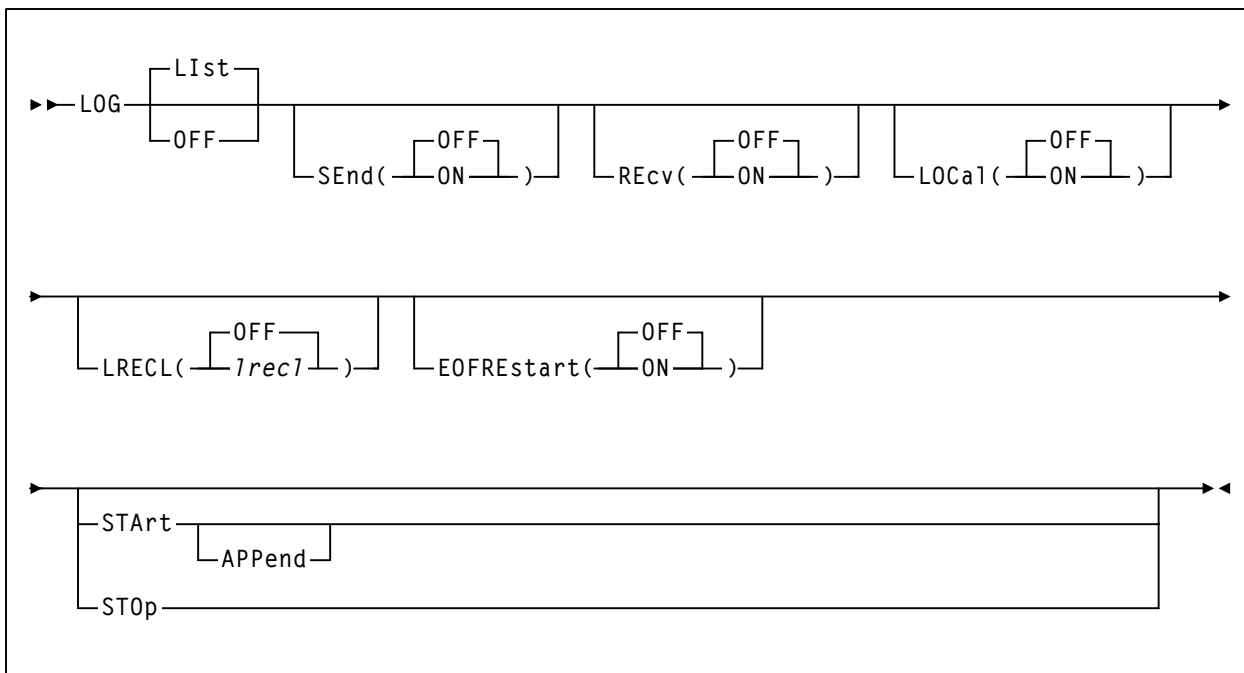 LIst
LOG
OFF
OFF OFF OFF
SEnd( ON ) REcv( ON ) LOCal( ON )
OFF OFF
LRECL( lrecl ) EOFREstart( ON )
STArt
APPend
STOp